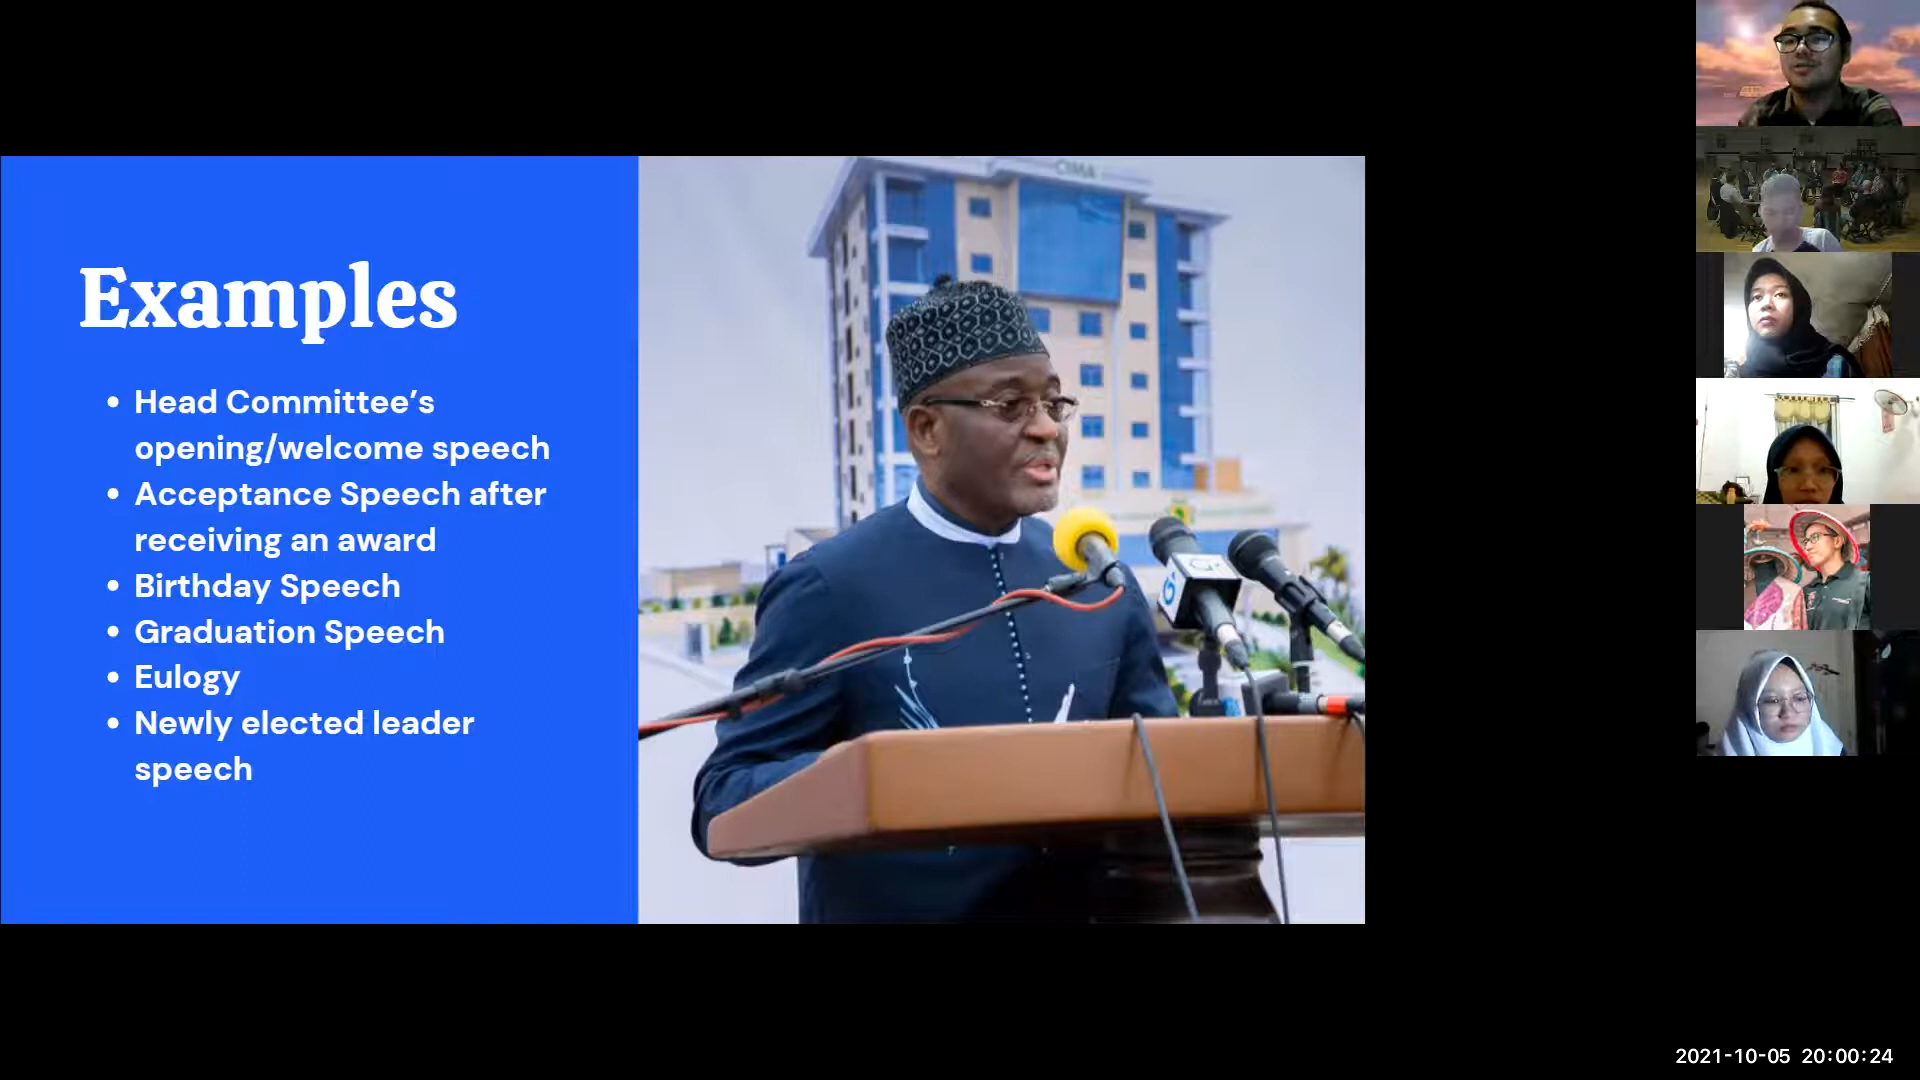 Examples
Head Committee's
opening/welcome speech
Acceptance Speech after
receiving an award
Birthday Speech
Graduation Speech
Eulogy
Newly elected leader
speech
CIMA
G.
2021-10-05 20:00:24